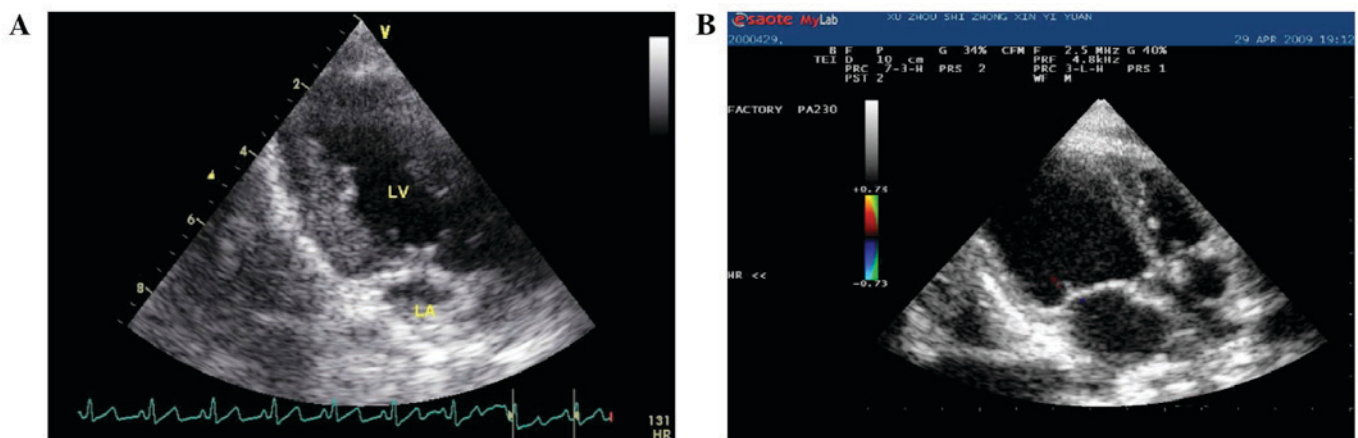 A
V
2
4
6
8
LV
LA
131
HR
B
esaote MyLab
XU ZHOU SHI ZHONG XIN YI YUAN
2000429,
29 APR 2009 19:12
B F P G 34% CFM F 2.5 MHz G 40%
TEI D 10 cm PRF 4.8kHz
PRC 7-3-H PRS 2 PRC 3-L-H PRS 1
PST 2 WF M
FACTORY PA230
+0.73
-0.73
WR <<